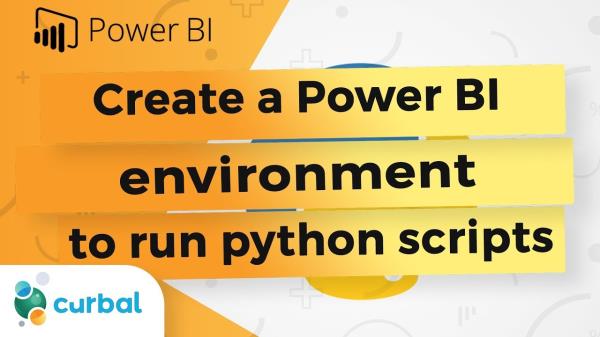 Power BI
Create a Power BI
environment
to run python scripts
curbal